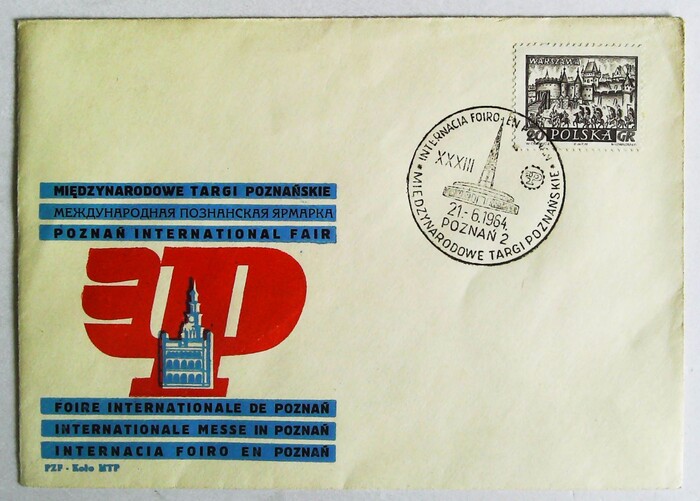 WARSZAWA
20 POLSKA GR
INTERNACIA FOIRO EN
XXXIII
21.-6.1964.
POZNAŃ 2
MIĘDZYNARODOWE TARGI POZNAŃSKIE
MIĘDZYNARODOWE TARGI POZNAŃSKIE
МЕЖДУНАРОДНАЯ ПОЗНАНСКАЯ ЯРМАРКА
POZNAŃ INTERNATIONAL FAIR
FOIRE INTERNATIONALE DE POZNAŃ
INTERNATIONALE MESSE IN POZNAŃ
INTERNACIA FOIRO EN POZNAŃ
PZF - Koło MTP